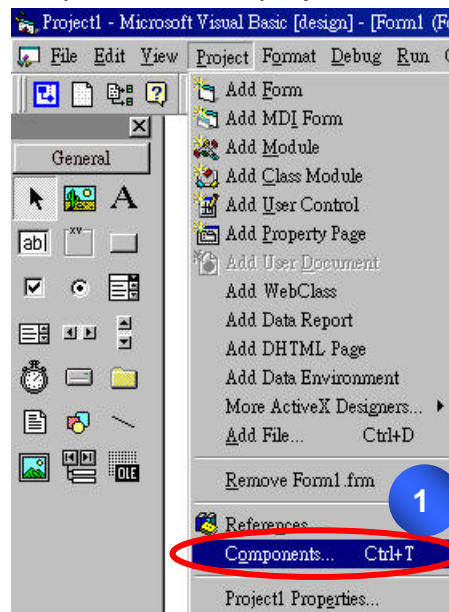 Project1 - Microsoft Visual Basic [design] - [Form1 (Fo
File Edit View Project Format Debug Run
General
A
ab|
XY
OLE
Add Form
Add MDI Form
Add Module
Add Class Module
Add User Control
Add Property Page
Add User Document
Add WebClass
Add Data Report
Add DHTML Page
Add Data Environment
More ActiveX Designers...
Add File... Ctrl+D
Remove Form1.frm
1
References...
Components... Ctrl+T
Project1 Properties...